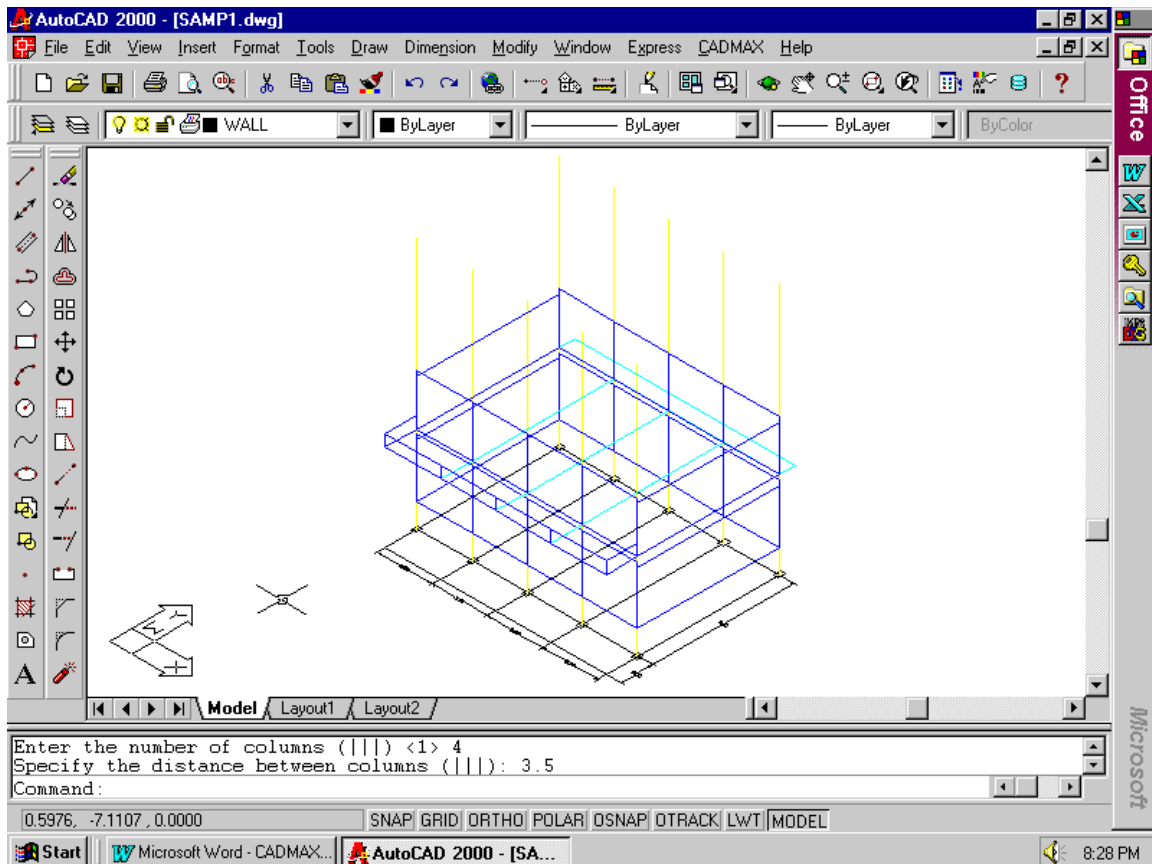 AutoCAD 2000 - [SAMP1.dwg]
File Edit View Insert Format Tools Draw Dimension Modify Window Express CADMAX Help
WALL ByLayer ByLayer ByLayer ByColor
Office
A
Model Layout1 Layout2
Enter the number of columns (|||) <1> 4
Specify the distance between columns (|||): 3.5
Command:
Microsoft
0.5976, -7.1107 , 0.0000 SNAP GRID ORTHO POLAR OSNAP OTRACK LWT MODEL
Start Microsoft Word - CADMAX... AutoCAD 2000 - [SA... 8:28 PM